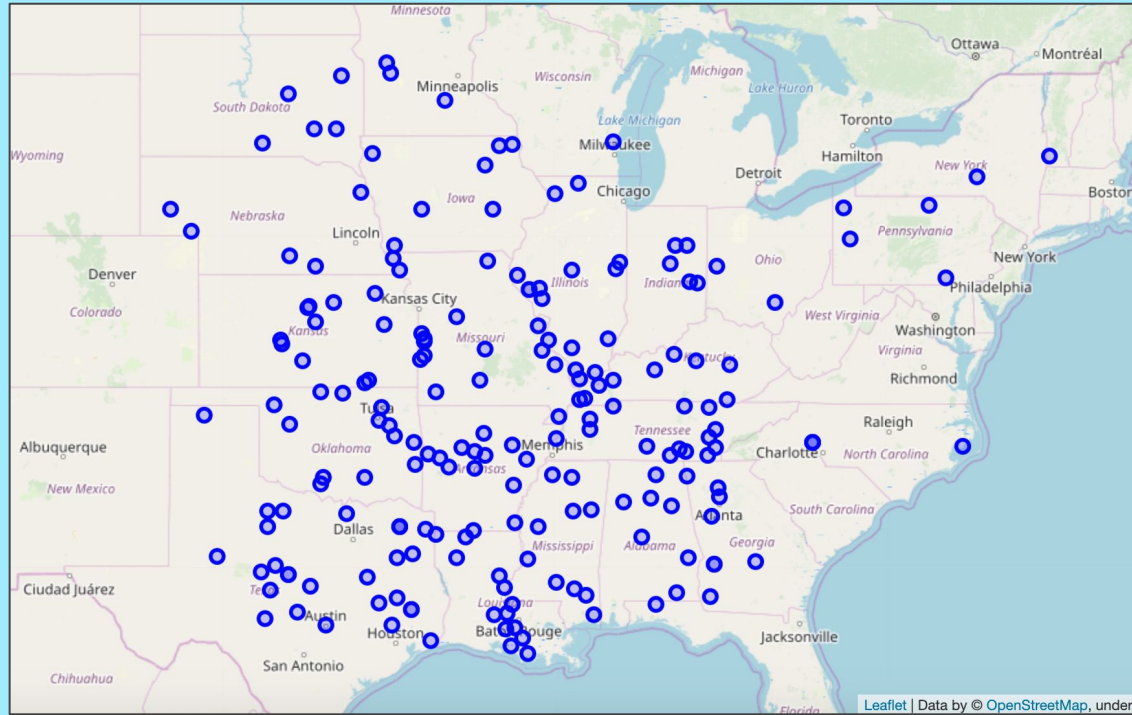 Minnesota
Ottawa
Montréal
Minneapolis
Wisconsin
Michigan
Lake Huron
South Dakota
Lake Michigan
Toronto
Milwaukee
Hamilton
Wyoming
New York
Detroit
Boston
Iowa
Chicago
Nebraska
Lincoln
Pennsylvania
New York
Denver
Ohio
Illinois
Indian
Philadelphia
Kansas City
Colorado
West Virginia
Washington
Kansas
Missouri
Virginia
Kentucky
Richmond
Tulsa
Raleigh
Albuquerque
Oklahoma
Memphis
Tennessee
Charlotte
North Carolina
Arkansas
New Mexico
South Carolina
Atlanta
Dallas
Mississippi
Alabama
Georgia
Ciudad Juárez
Te
Louisiana
Austin
Houston
Baton Rouge
Jacksonville
San Antonio
Chihuahua
Florida
Leaflet | Data by © OpenStreetMap, under